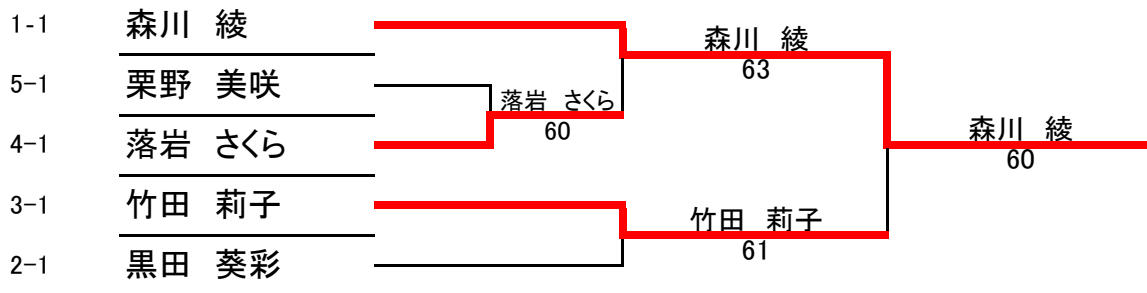 1-1 森川 綾
森川 綾
63
5-1 栗野 美咲
落岩 さくら
60
4-1 落岩 さくら
森川 綾
60
3-1 竹田 莉子
竹田 莉子
61
2-1 黒田 葵彩